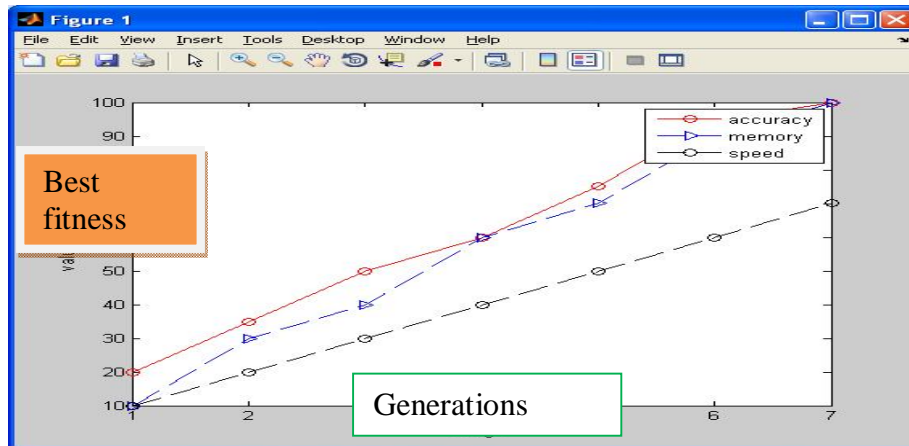 Figure 1
File Edit View Insert Tools Desktop Window Help
100
90
50
40
30
20
10
1
2
6
7
accuracy
memory
speed
Best
fitness
Generations